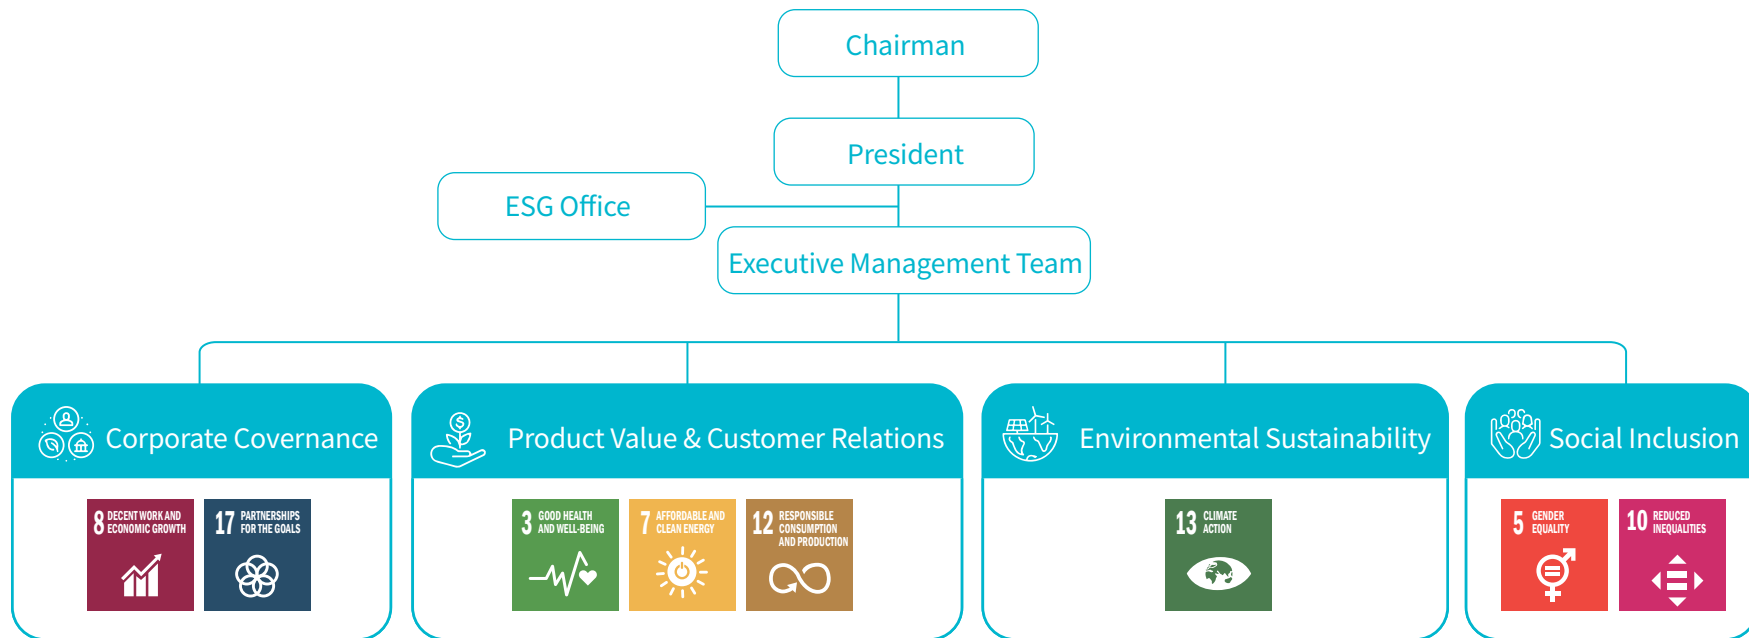 Chairman
President
ESG Office
Executive Management Team
Corporate Covernance
8 DECENT WORK AND
ECONOMIC GROWTH
17 PARTNERSHIPS
FOR THE GOALS
Product Value & Customer Relations
$
3 GOOD HEALTH
AND WELL-BEING
7 AFFORDABLE AND
CLEAN ENERGY
12 RESPONSIBLE
CONSUMPTION
AND PRODUCTION
Environmental Sustainability
13 CLIMATE
ACTION
Social Inclusion
5 GENDER
EQUALITY
10 REDUCED
INEQUALITIES